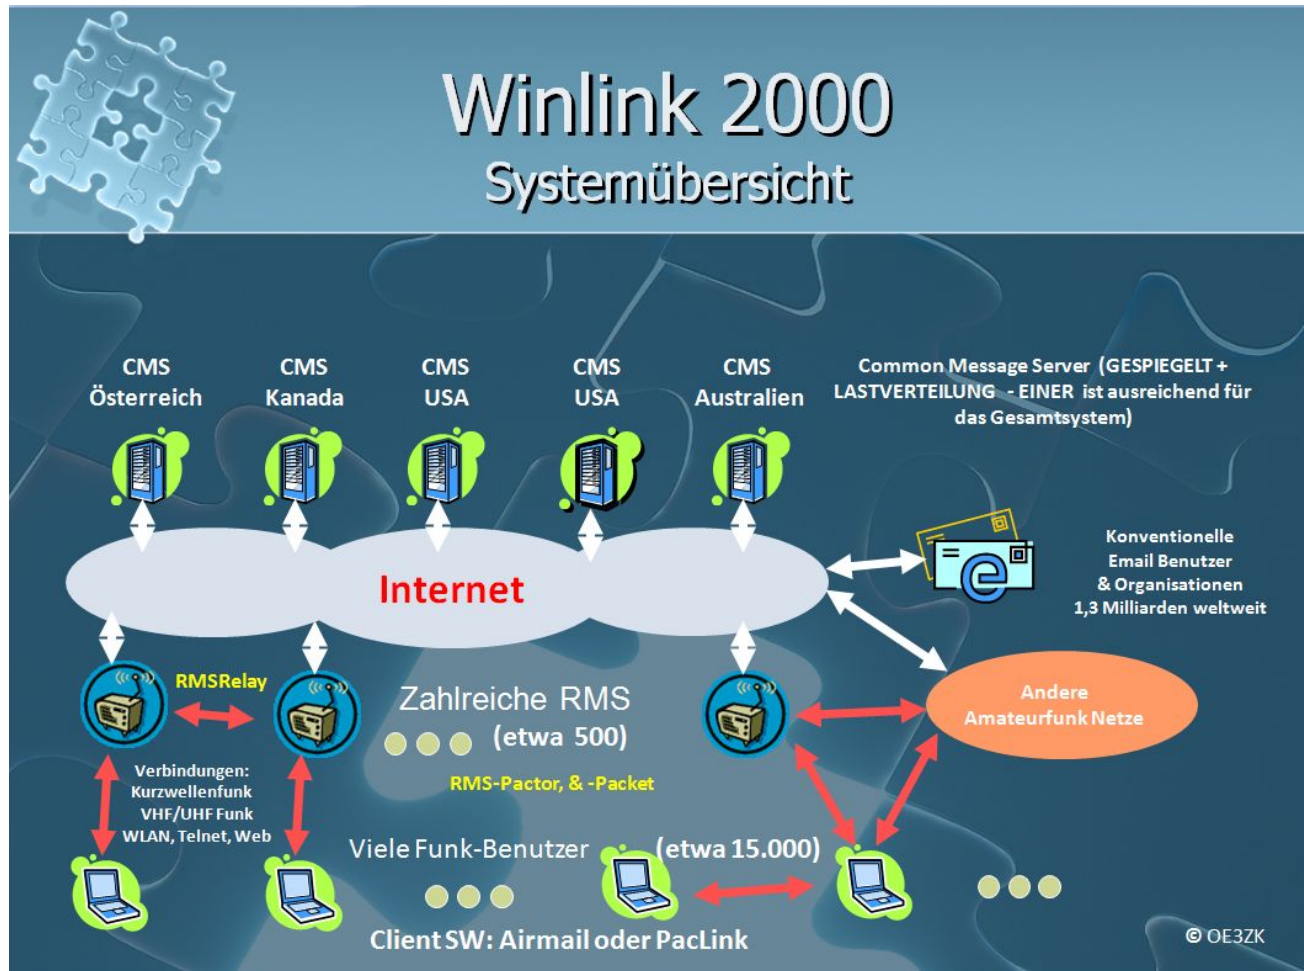 Winlink 2000
Systemübersicht
CMS
Österreich
CMS
Kanada
CMS
USA
CMS
USA
CMS
Australien
Common Message Server (GESPIEGELT +
LASTVERTEILUNG - EINER ist ausreichend für
das Gesamtsystem)
Internet
Konventionelle
Email Benutzer
& Organisationen
1,3 Milliarden weltweit
RMSRelay
Zahlreiche RMS
(etwa 500)
Andere
Amateurfunk Netze
Verbindungen:
Kurzwellenfunk
VHF/UHF Funk
WLAN, Telnet, Web
RMS-Pactor, & -Packet
Viele Funk-Benutzer (etwa 15.000)
Client SW: Airmail oder PacLink
© OE3ZK